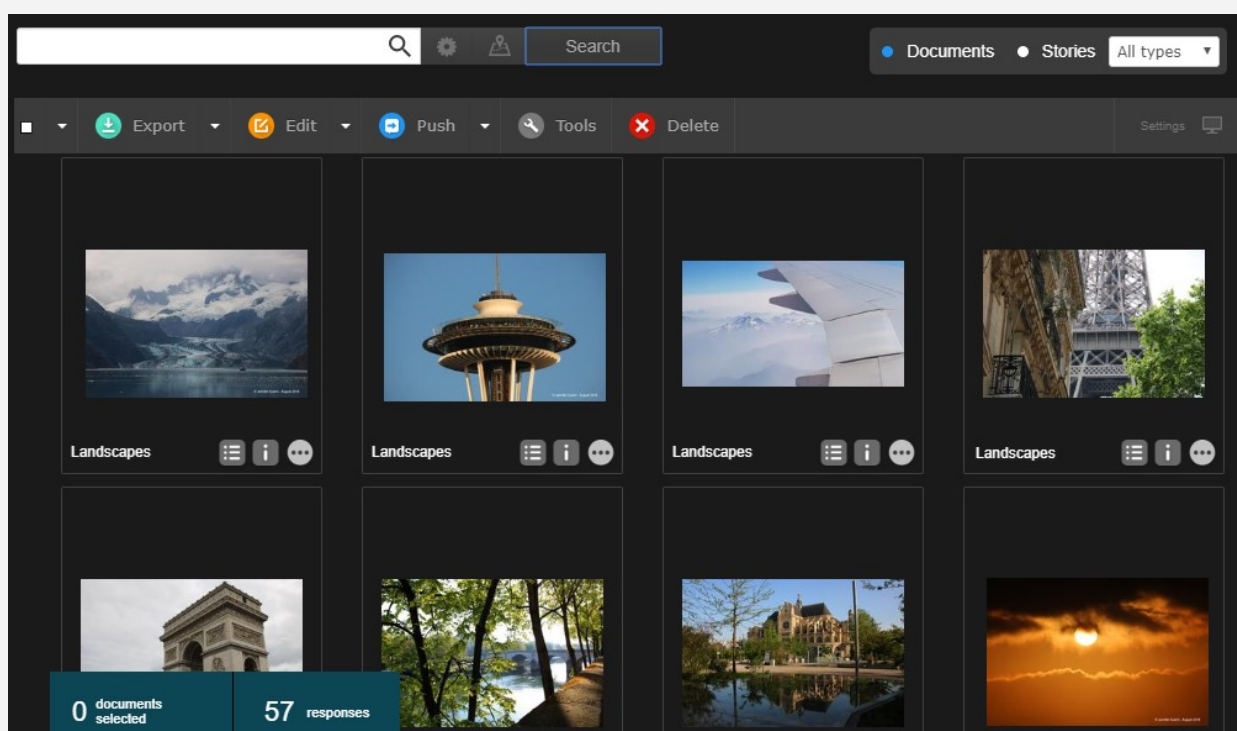 Search
Documents Stories All types
Export Edit Push Tools Delete Settings
Landscapes Landscapes Landscapes Landscapes
0 documents selected 57 responses